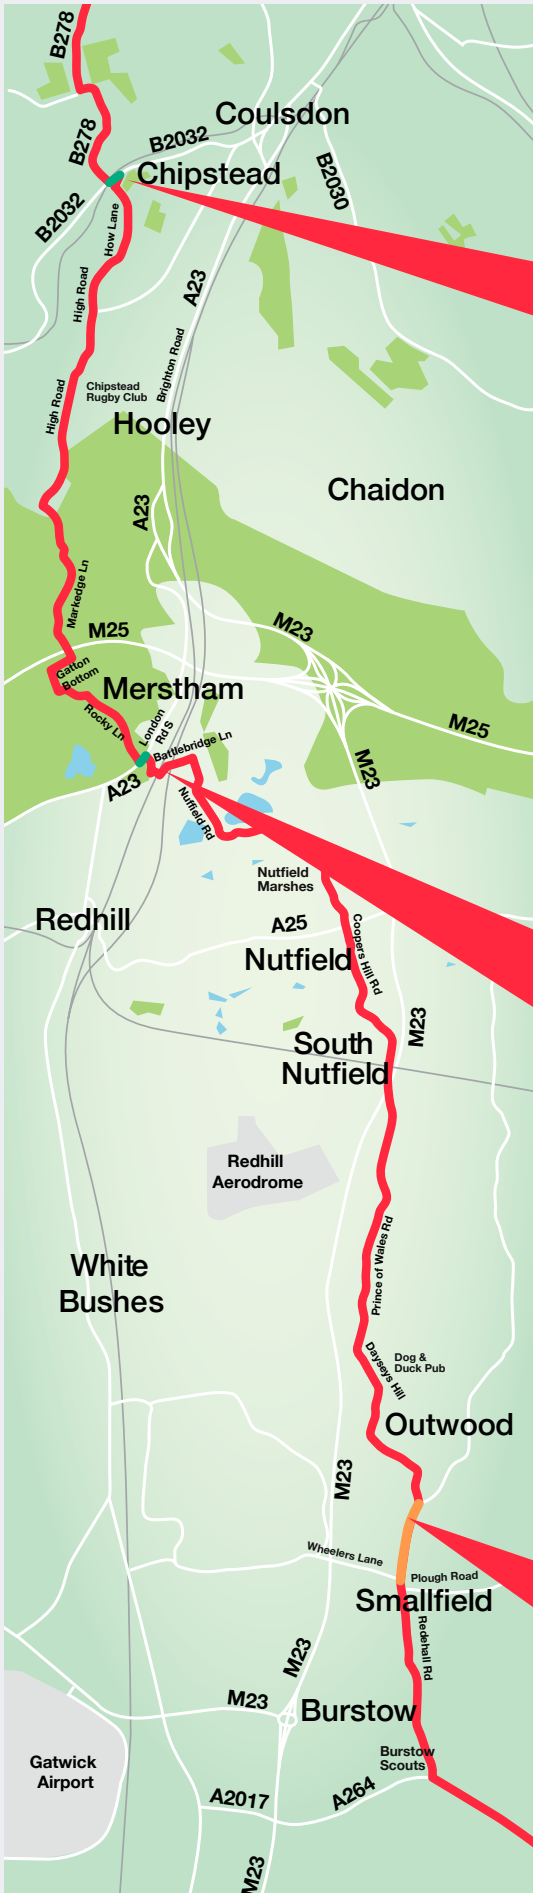 B278
Coulsdon
B278
B2032
Chipstead
B2030
B2032
How Lane
High Road
A23
Brighton Road
High Road
Chipstead
Rugby Club
Hooley
Chaidon
A23
Markedge Ln
M25
M23
Gatton
Bottom
Merstham
Rocky Ln
London
Rd S
M25
Battlebridge Ln
M23
A23
Nuffield Rd
Nutfield
Marshes
Redhill
A25
Coopers Hill Rd
Nutfield
M23
South
Nutfield
Redhill
Aerodrome
Prince of Wales Rd
White
Bushes
Dayseys Hill
Dog &
Duck Pub
Outwood
M23
Wheelers Lane
Plough Road
Smallfield
Redehall Rd
M23
M23
Burstow
Burstow
Scouts
Gatwick
Airport
A2017
A264
M23